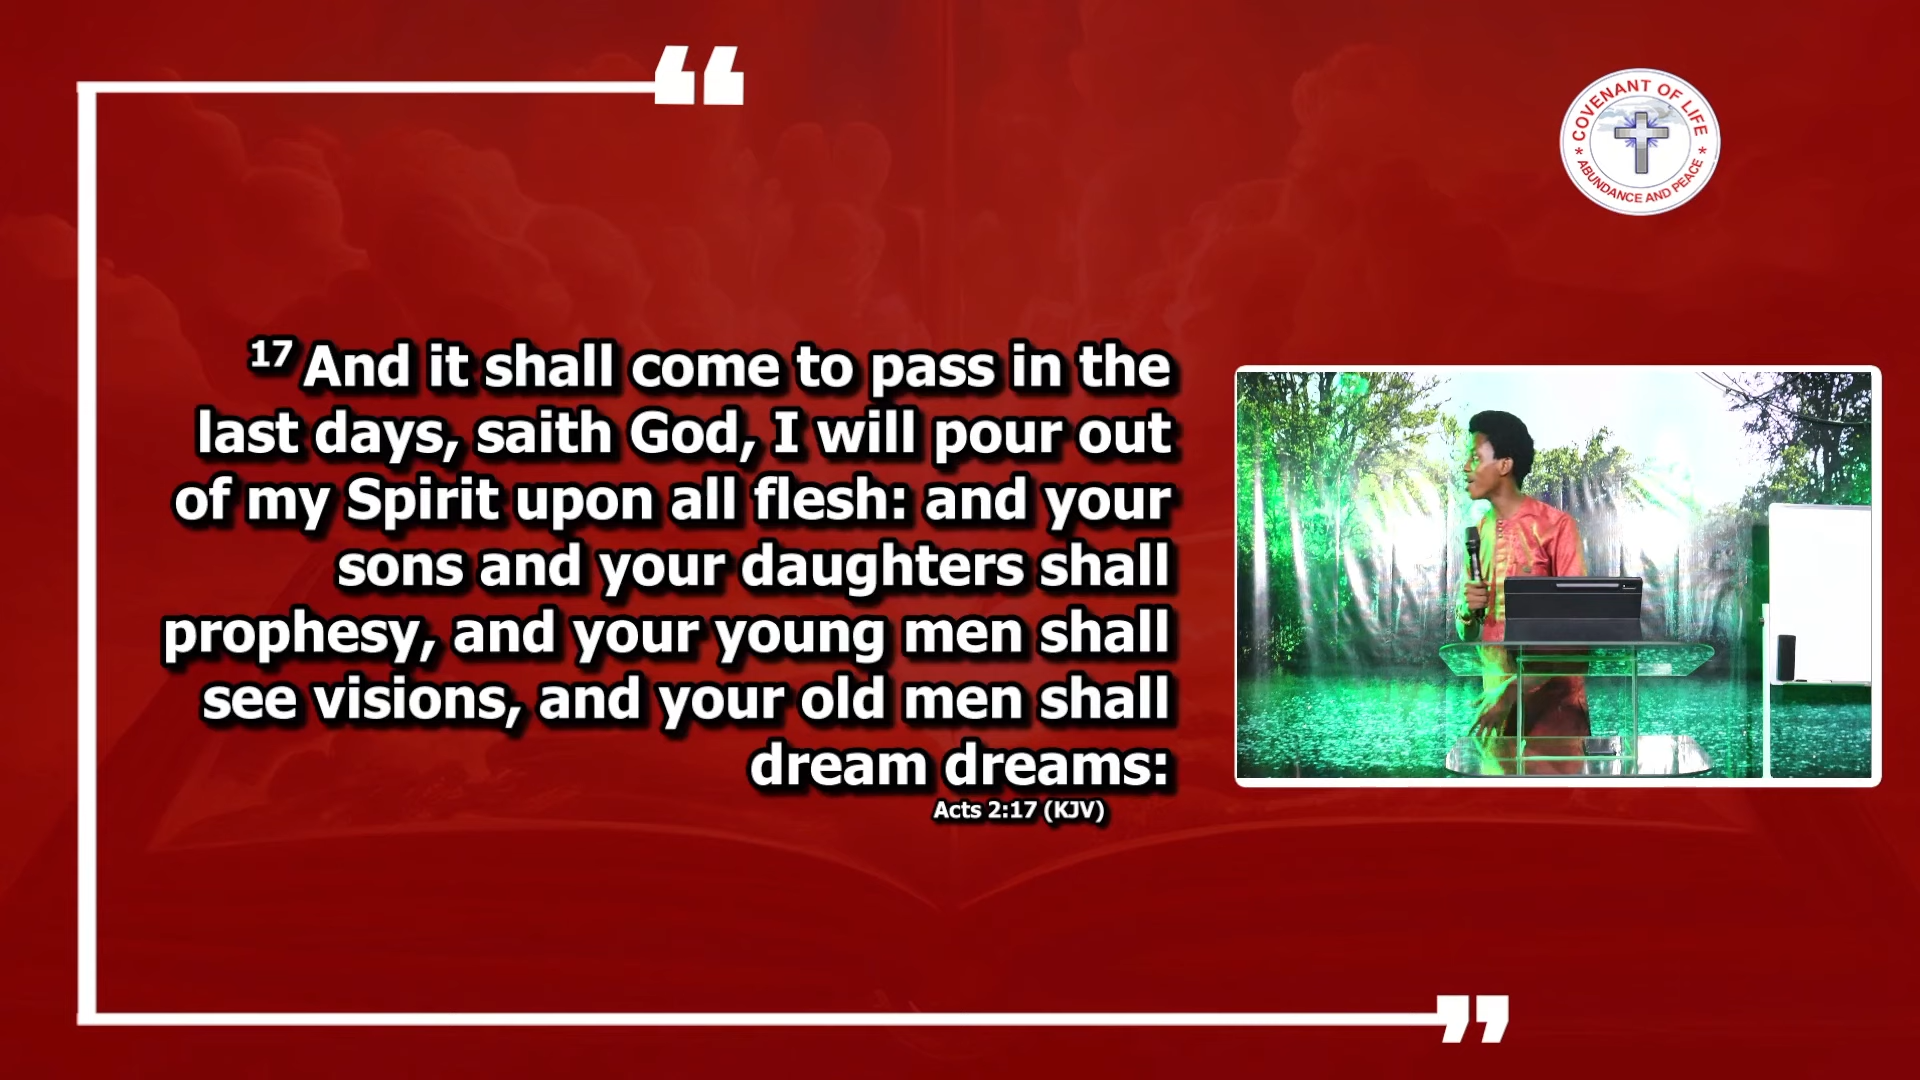 COVENANT OF LIFE
* ABUNDANCE AND PEACE *
17 And it shall come to pass in the
last days, saith God, I will pour out
of my Spirit upon all flesh: and your
sons and your daughters shall
prophesy, and your young men shall
see visions, and your old men shall
dream dreams:
Acts 2:17 (KJV)